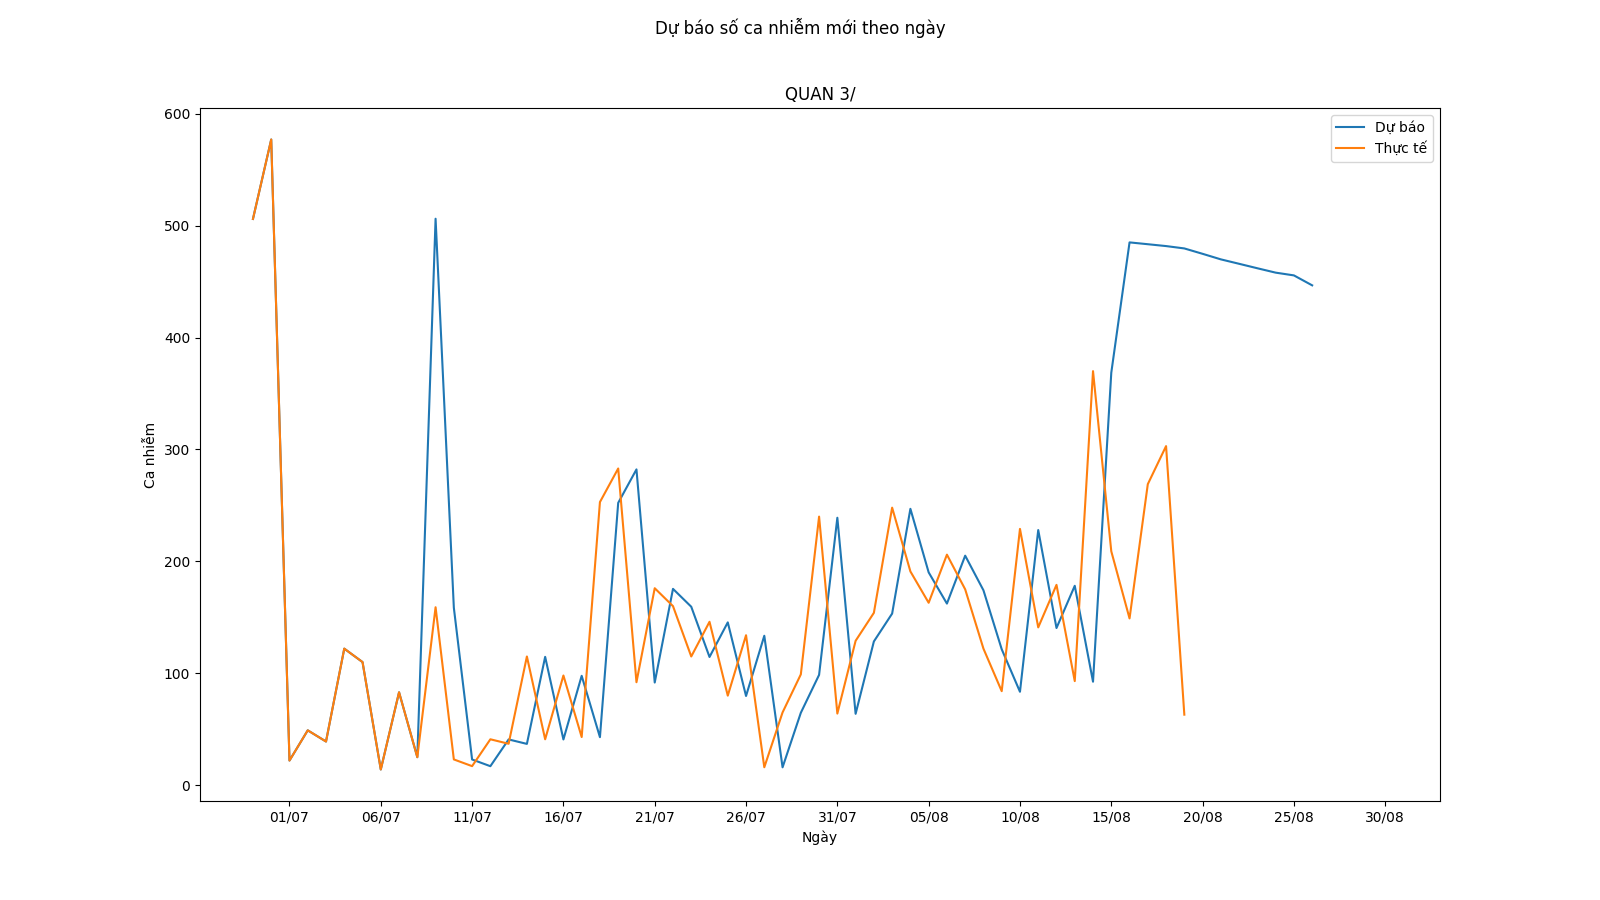 Dự báo số ca nhiễm mới theo ngày
QUAN 3/
Dự báo
Thực tế
600
500
400
300
200
100
0
Ca nhiễm
01/07 06/07 11/07 16/07 21/07 26/07 31/07 05/08 10/08 15/08 20/08 25/08 30/08
Ngày